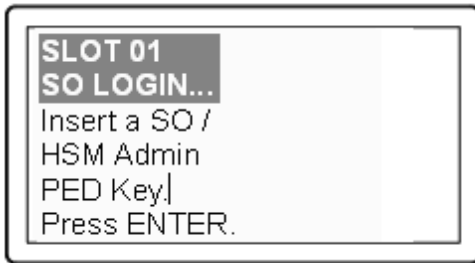 SLOT 01
SO LOGIN...
Insert a SO /
HSM Admin
PED Key.
Press ENTER.